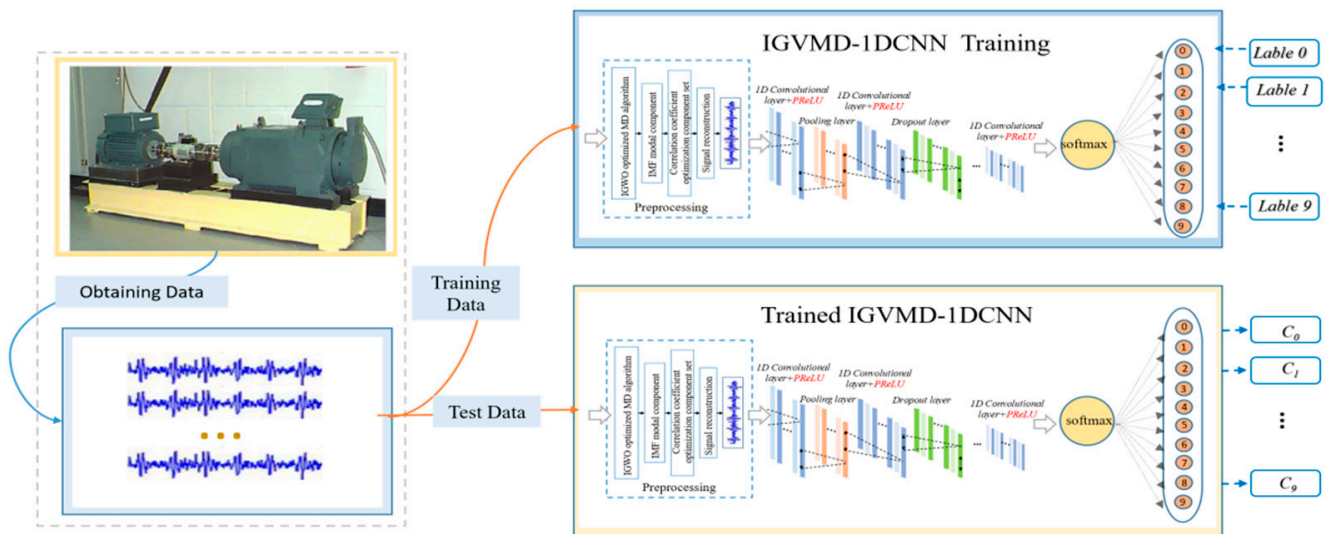 Obtaining Data
Training
Data
Test Data
IGVMD-1DCNN Training
IGWO optimized MD algorithm
IMF modal component
Correlation coefficient
optimization component set
Signal reconstruction
Preprocessing
1D Convolutional
layer+PReLU
Pooling layer
1D Convolutional
layer+PReLU
Dropout layer
1D Convolutional
layer+PReLU
softmax
0
1
2
3
4
5
6
7
8
9
Lable 0
Lable 1
Lable 9
Trained IGVMD-1DCNN
IGWO optimized MD algorithm
IMF modal component
Correlation coefficient
optimization component set
Signal reconstruction
Preprocessing
1D Convolutional
layer+PReLU
Pooling layer
1D Convolutional
layer+PReLU
Dropout layer
1D Convolutional
layer+PReLU
softmax
0
1
2
3
4
5
6
7
8
9
C0
C1
C9